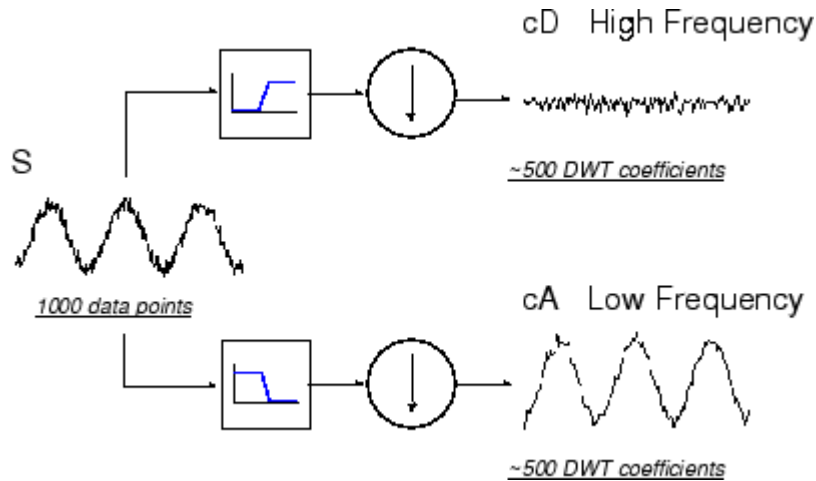 cD High Frequency
~500 DWT coefficients
S
1000 data points
cA Low Frequency
~500 DWT coefficients